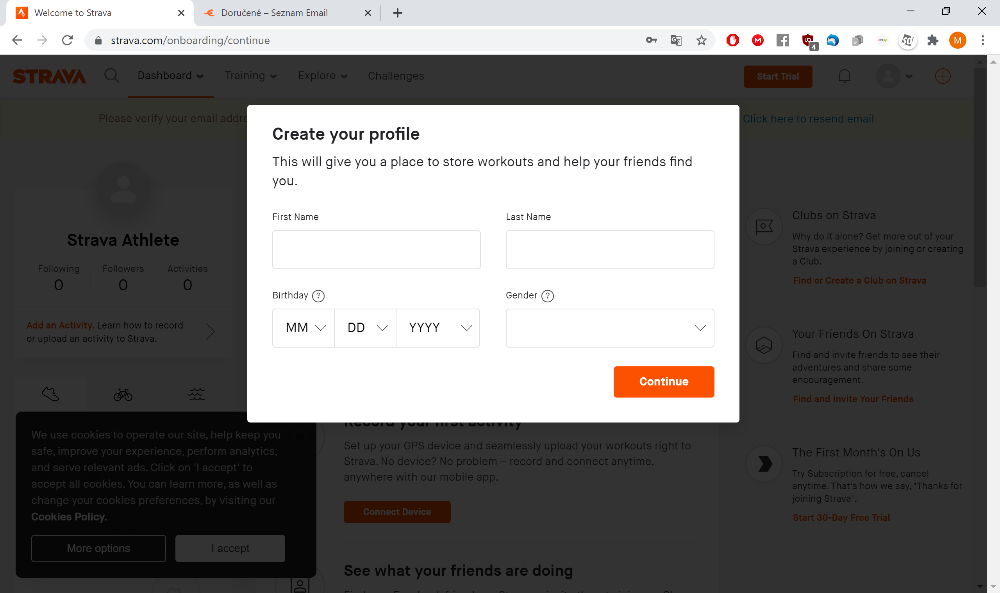 Welcome to Strava
Doručené – Seznam Email
strava.com/onboarding/continue
4
ebay
M
STRAVA
Dashboard
Training
Explore
Challenges
Start Trial
Please verify your email addre
Click here to resend email
Create your profile
This will give you a place to store workouts and help your friends find
you.
First Name
Last Name
Birthday ?
Gender ?
MM
DD
YYYY
Continue
Strava Athlete
Following
Followers
Activities
0
0
0
Add an Activity. Learn how to record
or upload an activity to Strava.
Clubs on Strava
Why do it alone? Get more out of your
Strava experience by joining or creating
a Club.
Find or Create a Club on Strava
Your Friends On Strava
Find and invite friends to see their
adventures and share some
encouragement.
Find and Invite Your Friends
The First Month's On Us
Try Subscription for free, cancel
anytime. That's how we say, "Thanks for
joining Strava".
Start 30-Day Free Trial
We use cookies to operate our site, help keep you
safe, improve your experience, perform analytics,
and serve relevant ads. Click on 'I accept' to
accept all cookies. You can learn more, as well as
change your cookies preferences, by visiting our
Cookies Policy.
More options
I accept
Record your first activity
Set up your GPS device and seamlessly upload your workouts right to
Strava. No device? No problem – record and connect anytime,
anywhere with our mobile app.
Connect Device
See what your friends are doing